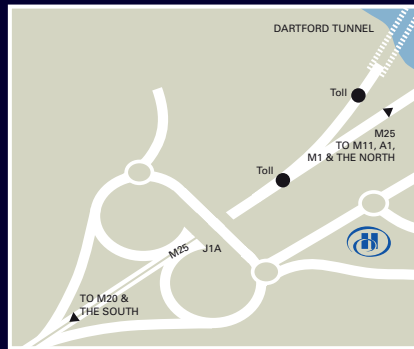 DARTFORD TUNNEL
Toll
M25
TO M11, A1,
M1 & THE NORTH
Toll
M25
J1A
TO M20 &
THE SOUTH
H